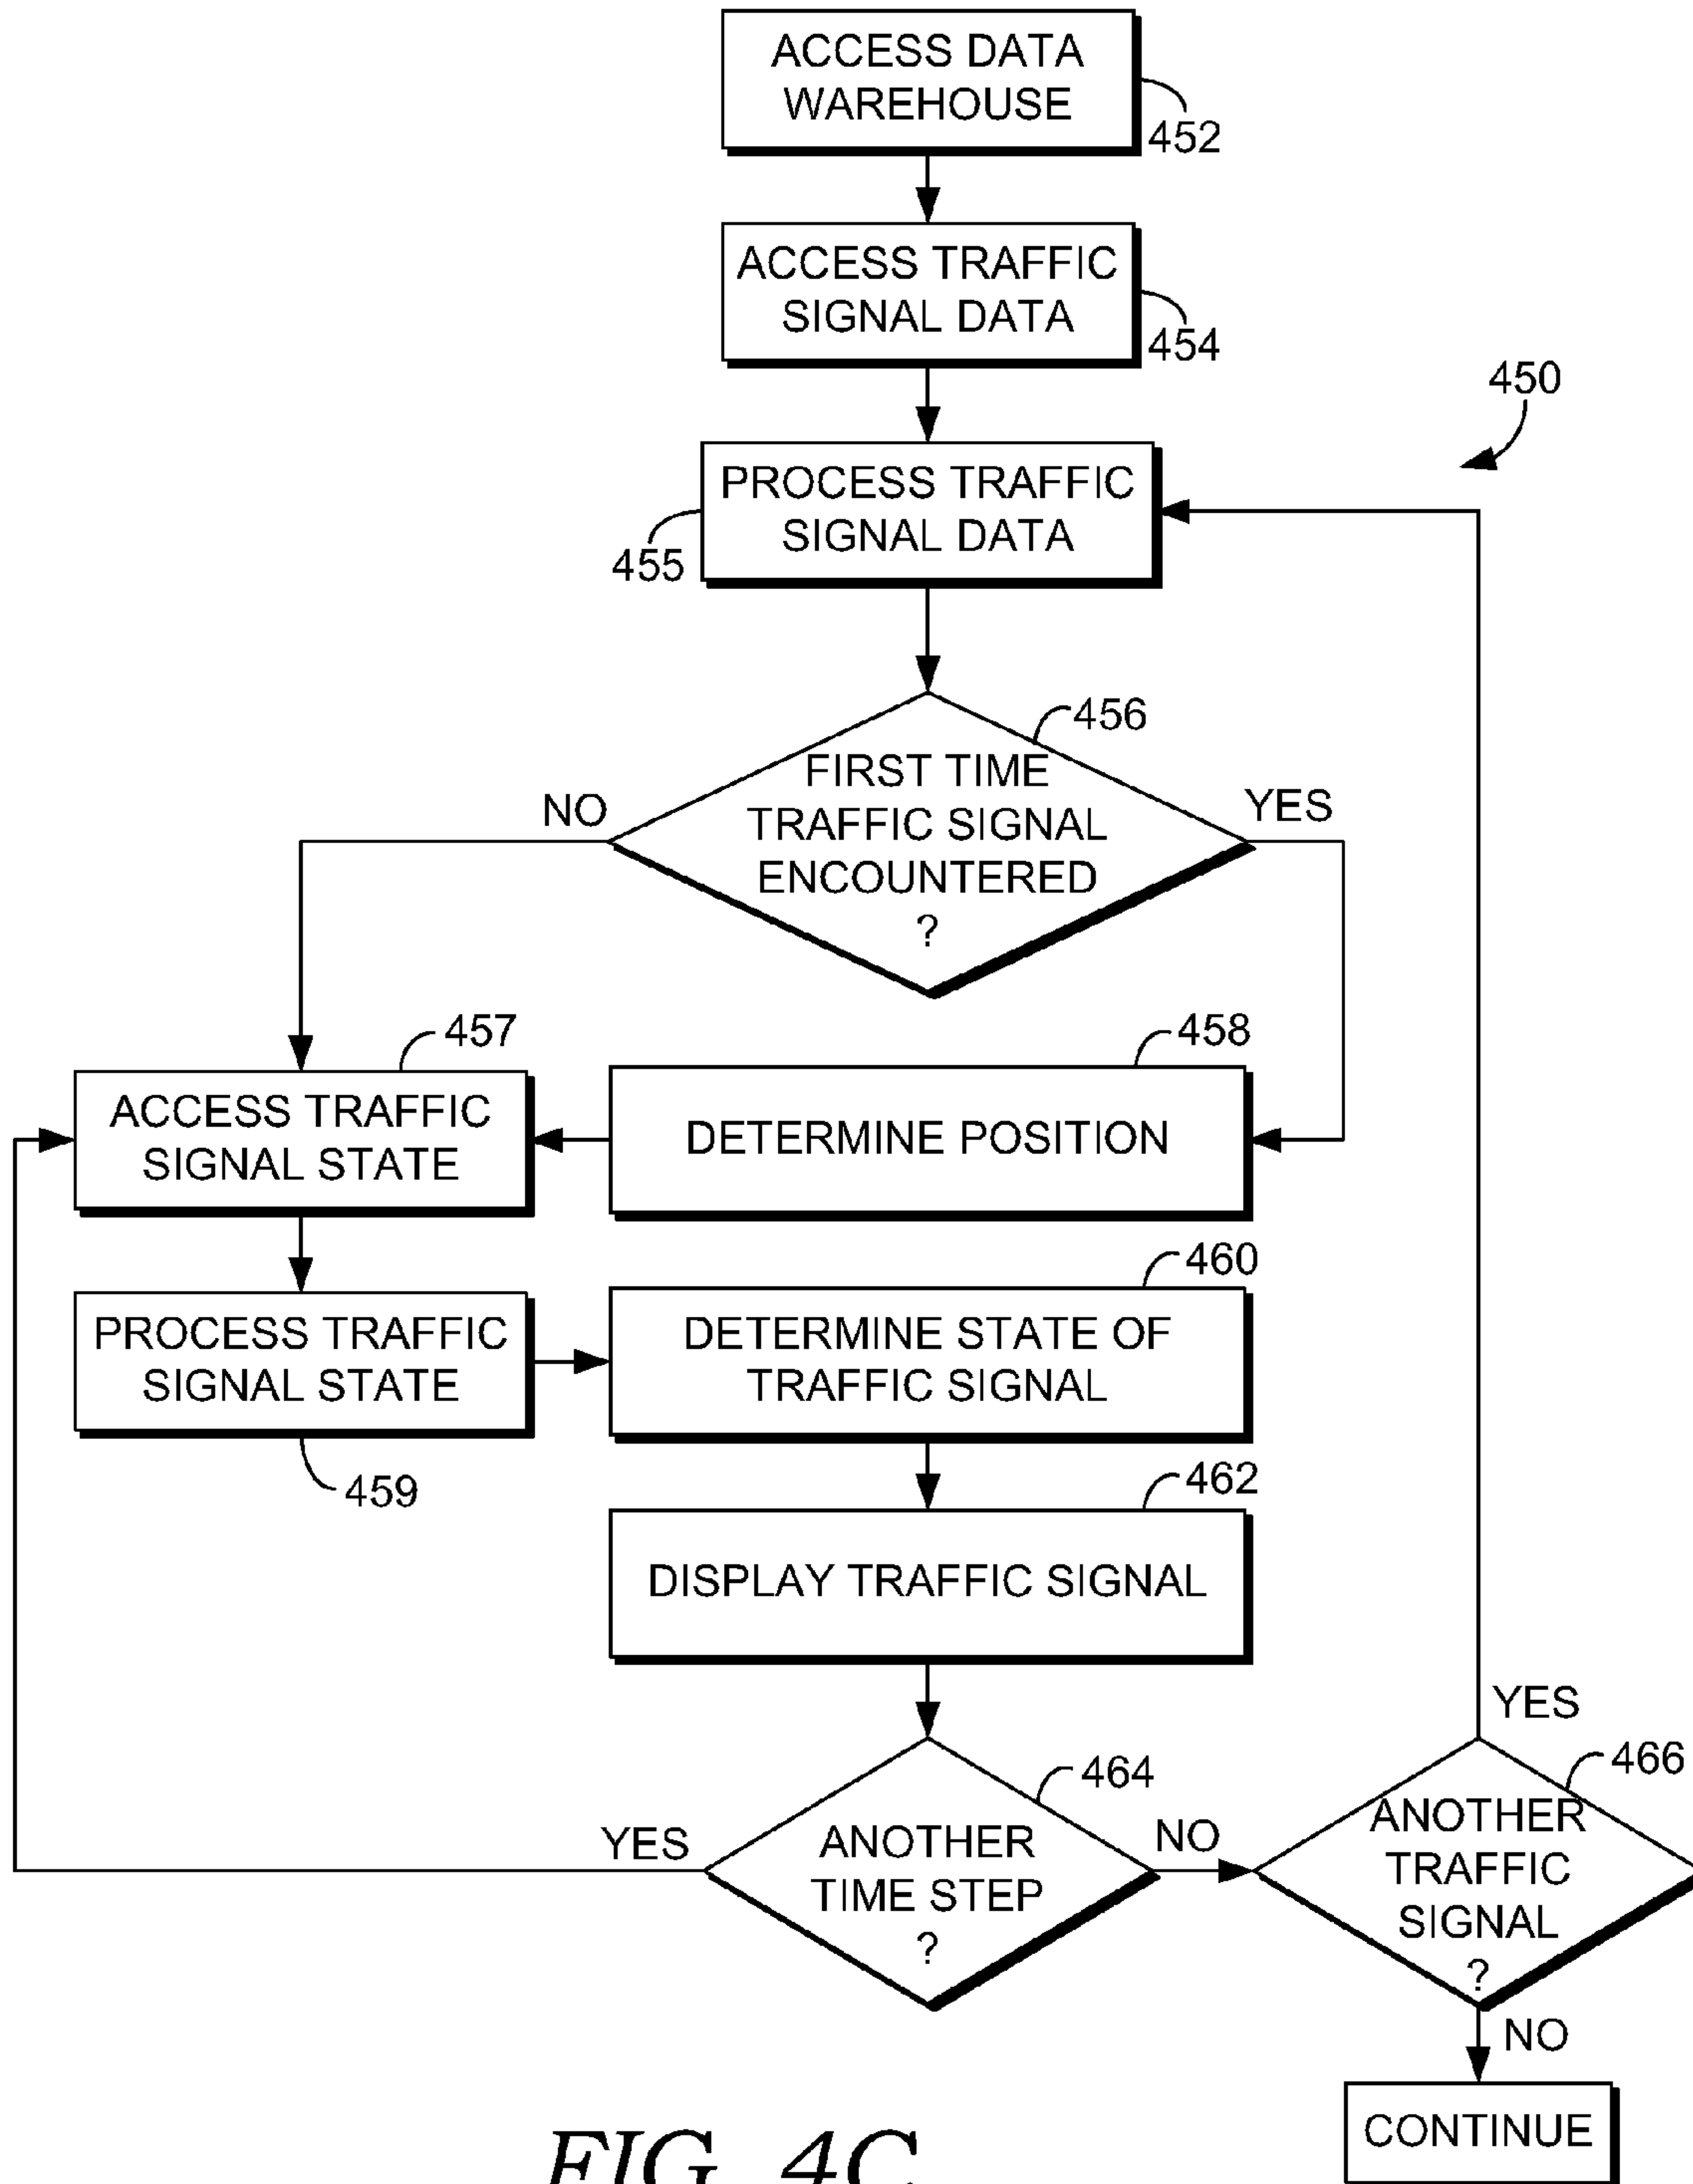 ACCESS DATA
WAREHOUSE
452
ACCESS TRAFFIC
SIGNAL DATA
454
450
PROCESS TRAFFIC
SIGNAL DATA
455
456
FIRST TIME
TRAFFIC SIGNAL
ENCOUNTERED
?
NO
YES
457
458
ACCESS TRAFFIC
SIGNAL STATE
DETERMINE POSITION
460
PROCESS TRAFFIC
SIGNAL STATE
DETERMINE STATE OF
TRAFFIC SIGNAL
459
462
DISPLAY TRAFFIC SIGNAL
YES
464
466
YES
ANOTHER
TIME STEP
?
NO
ANOTHER
TRAFFIC
SIGNAL
?
NO
CONTINUE
FIG. 4C